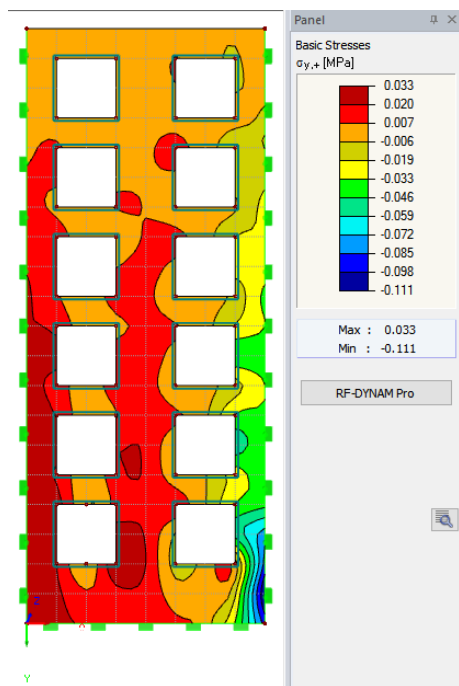 Panel
Basic Stresses
σy,+ [MPa]
0.033
0.020
0.007
-0.006
-0.019
-0.033
-0.046
-0.059
-0.072
-0.085
-0.098
-0.111
Max : 0.033
Min : -0.111
RF-DYNAM Pro
Z
X
Y